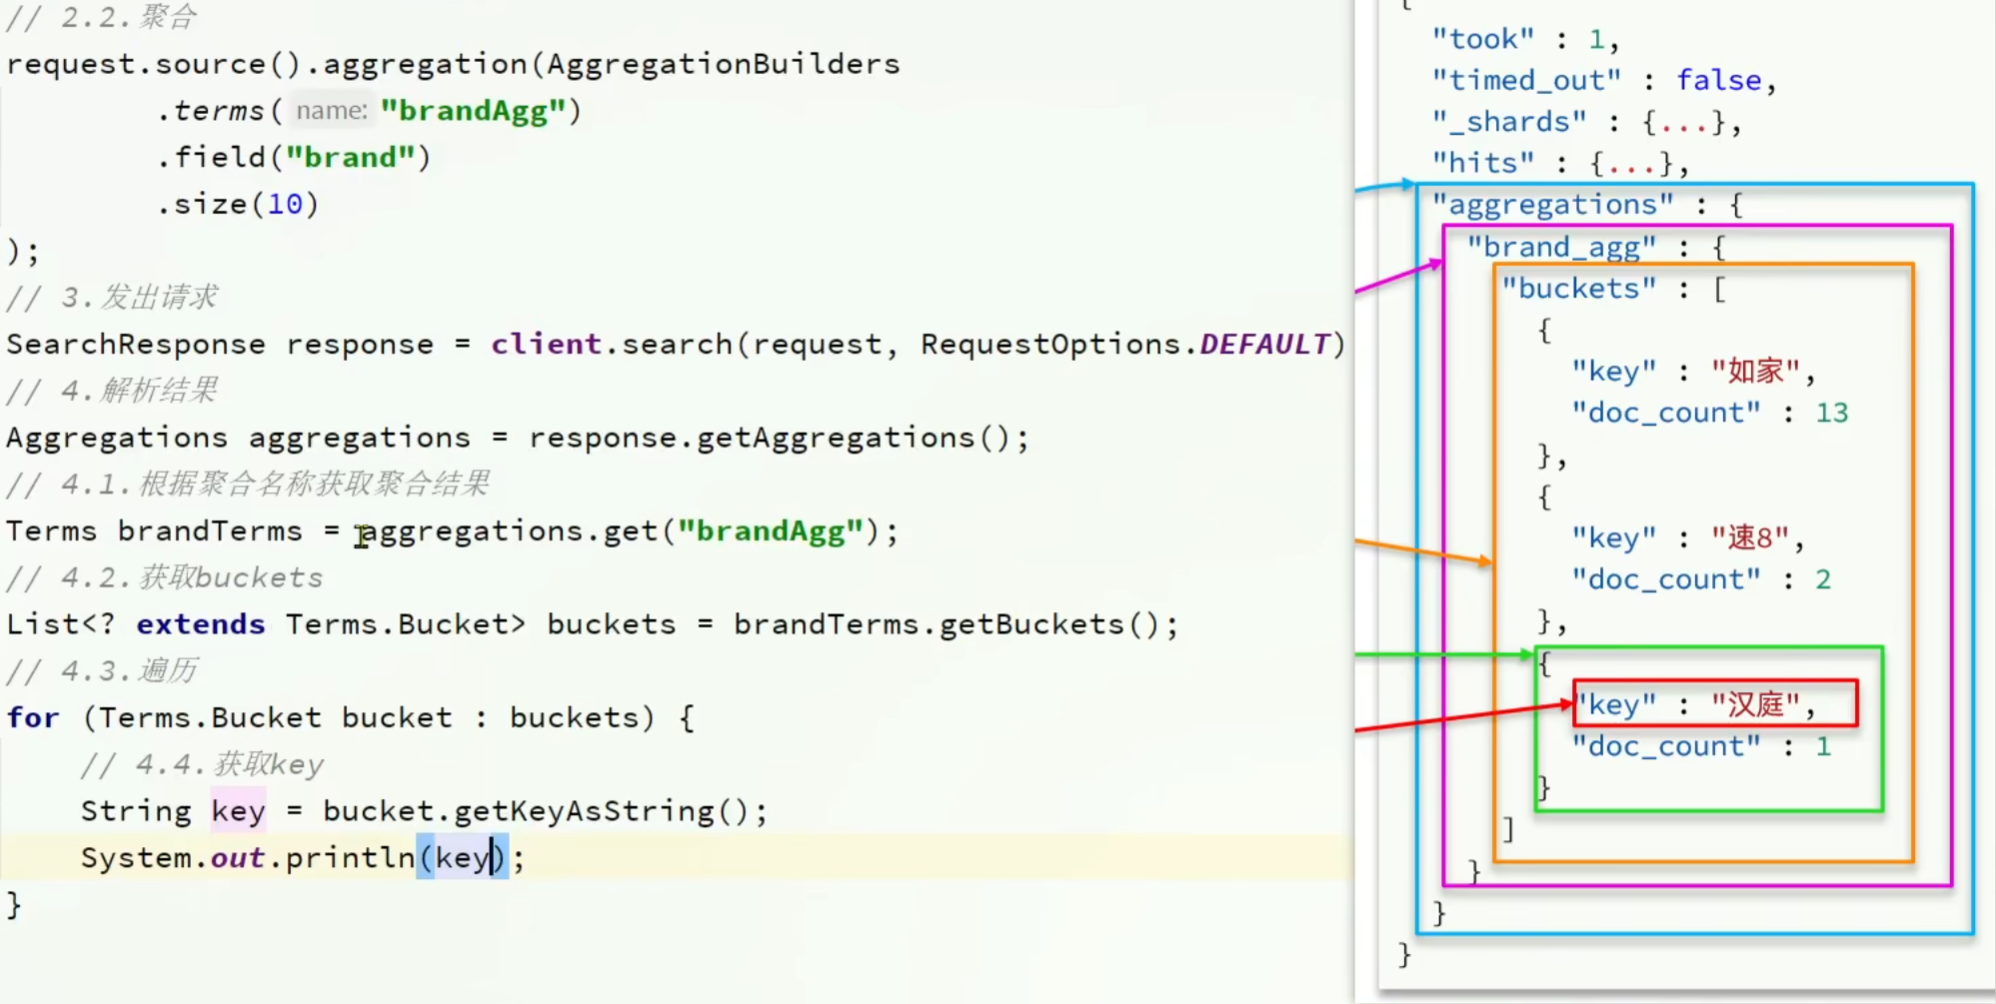 // 2.2.聚合
request.source().aggregation(AggregationBuilders
.terms( name: "brandAgg")
.field("brand")
.size(10)
);
// 3.发出请求
SearchResponse response = client.search(request, RequestOptions.DEFAULT)
// 4.解析结果
Aggregations aggregations = response.getAggregations();
// 4.1.根据聚合名称获取聚合结果
Terms brandTerms = aggregations.get("brandAgg");
// 4.2.获取buckets
List<? extends Terms.Bucket> buckets = brandTerms.getBuckets();
// 4.3.遍历
for (Terms.Bucket bucket : buckets) {
// 4.4.获取key
String key = bucket.getKeyAsString();
System.out.println(key);
}
{
"took" : 1,
"timed_out" : false,
"_shards" : {...},
"hits" : {...},
"aggregations" : {
"brand_agg" : {
"buckets" : [
{
"key" : "如家",
"doc_count" : 13
},
{
"key" : "速8",
"doc_count" : 2
},
{
"key" : "汉庭",
"doc_count" : 1
}
]
}
}
}